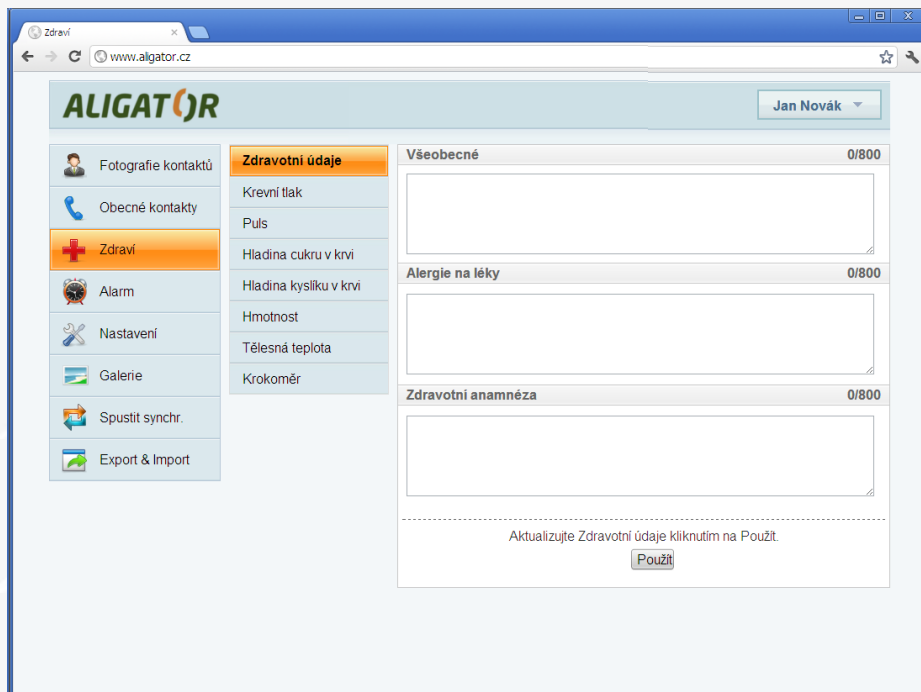 Zdraví
www.aligator.cz
ALIGATOR
Jan Novák
Fotografie kontaktů
Obecné kontakty
Zdraví
Alarm
Nastavení
Galerie
Spustit synchr.
Export & Import
Zdravotní údaje
Krevní tlak
Puls
Hladina cukru v krvi
Hladina kyslíku v krvi
Hmotnost
Tělesná teplota
Krokoměr
Všeobecné 0/800
Alergie na léky 0/800
Zdravotní anamnéza 0/800
Aktualizujte Zdravotní údaje kliknutím na Použít.
Použít